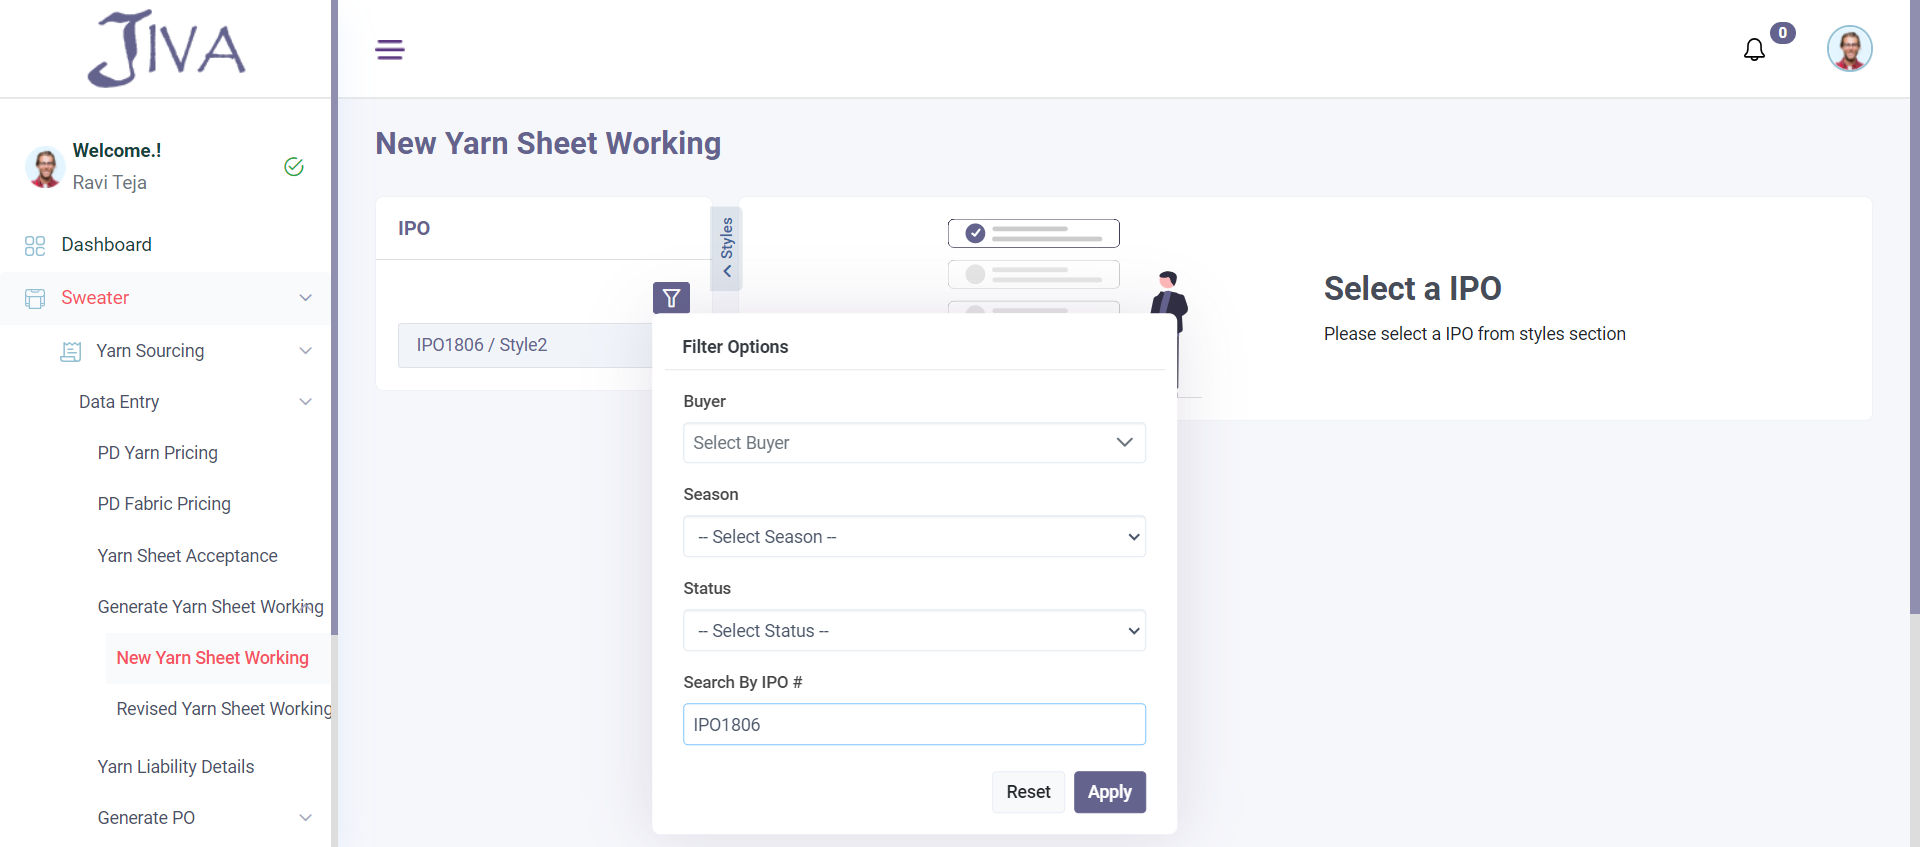 JIVA
0
Welcome.!
Ravi Teja
Dashboard
Sweater
Yarn Sourcing
Data Entry
PD Yarn Pricing
PD Fabric Pricing
Yarn Sheet Acceptance
Generate Yarn Sheet Working
New Yarn Sheet Working
Revised Yarn Sheet Working
Yarn Liability Details
Generate PO
New Yarn Sheet Working
IPO
Styles
IPO1806 / Style2
Select a IPO
Please select a IPO from styles section
Filter Options
Buyer
Select Buyer
Season
-- Select Season --
Status
-- Select Status --
Search By IPO #
IPO1806
Reset
Apply